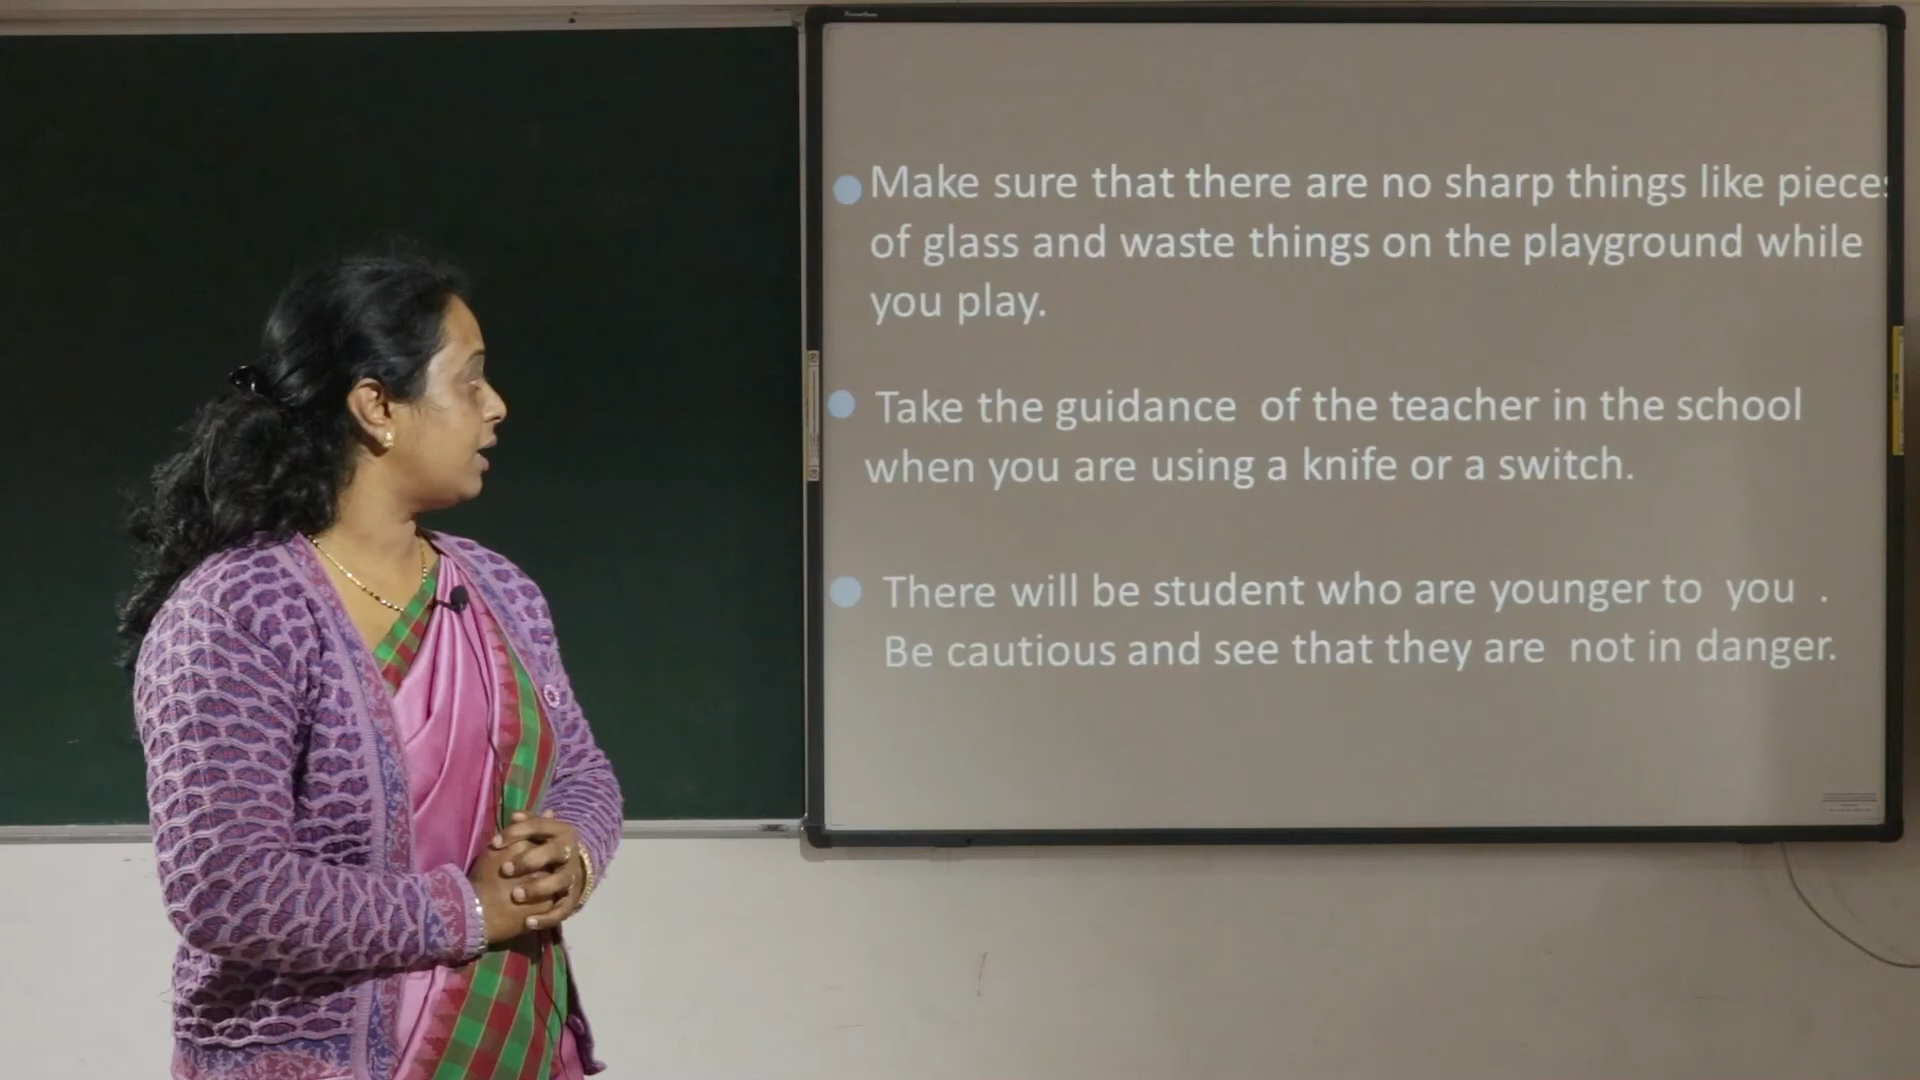 Make sure that there are no sharp things like pieces
of glass and waste things on the playground while
you play.
Take the guidance of the teacher in the school
when you are using a knife or a switch.
There will be student who are younger to you .
Be cautious and see that they are not in danger.